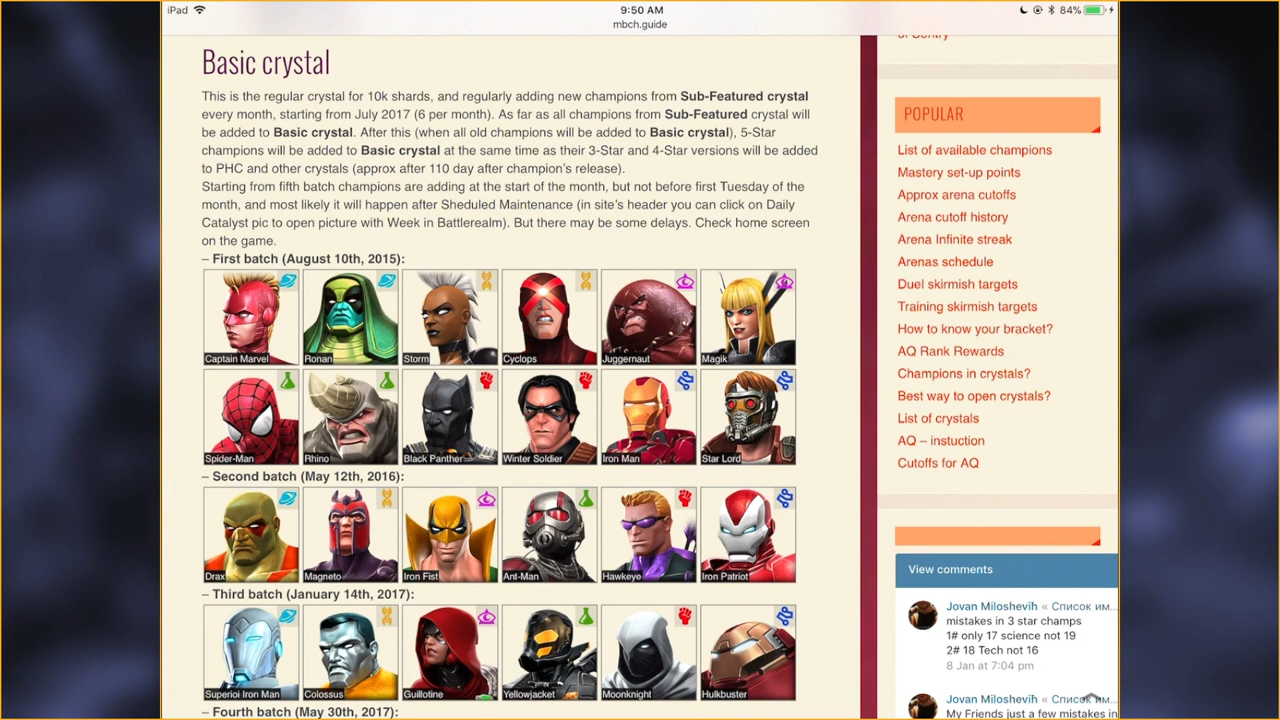 iPad
9:50 AM
84%
mbch.guide
Basic crystal
This is the regular crystal for 10k shards, and regularly adding new champions from Sub-Featured crystal
every month, starting from July 2017 (6 per month). As far as all champions from Sub-Featured crystal will
be added to Basic crystal. After this (when all old champions will be added to Basic crystal), 5-Star
champions will be added to Basic crystal at the same time as their 3-Star and 4-Star versions will be added
to PHC and other crystals (approx after 110 day after champion's release).
Starting from fifth batch champions are adding at the start of the month, but not before first Tuesday of the
month, and most likely it will happen after Sheduled Maintenance (in site's header you can click on Daily
Catalyst pic to open picture with Week in Battlerealm). But there may be some delays. Check home screen
on the game.
– First batch (August 10th, 2015):
Captain Marvel
Ronan
Storm
Cyclops
Juggernaut
Magik
Spider-Man
Rhino
Black Panther
Winter Soldier
Iron Man
Star Lord
– Second batch (May 12th, 2016):
Drax
Magneto
Iron Fist
Ant-Man
Hawkeye
Iron Patriot
– Third batch (January 14th, 2017):
Superioi Iron Man
Colossus
Guillotine
Yellowjacket
Moonknight
Hulkbuster
– Fourth batch (May 30th, 2017):
of Sentry
POPULAR
List of available champions
Mastery set-up points
Approx arena cutoffs
Arena cutoff history
Arena Infinite streak
Arenas schedule
Duel skirmish targets
Training skirmish targets
How to know your bracket?
AQ Rank Rewards
Champions in crystals?
Best way to open crystals?
List of crystals
AQ – instuction
Cutoffs for AQ
View comments
Jovan Miloshevih « Список им...
mistakes in 3 star champs
1# only 17 science not 19
2# 18 Tech not 16
8 Jan at 7:04 pm
Jovan Miloshevih « Список им...
My Friends just a few mistakes in